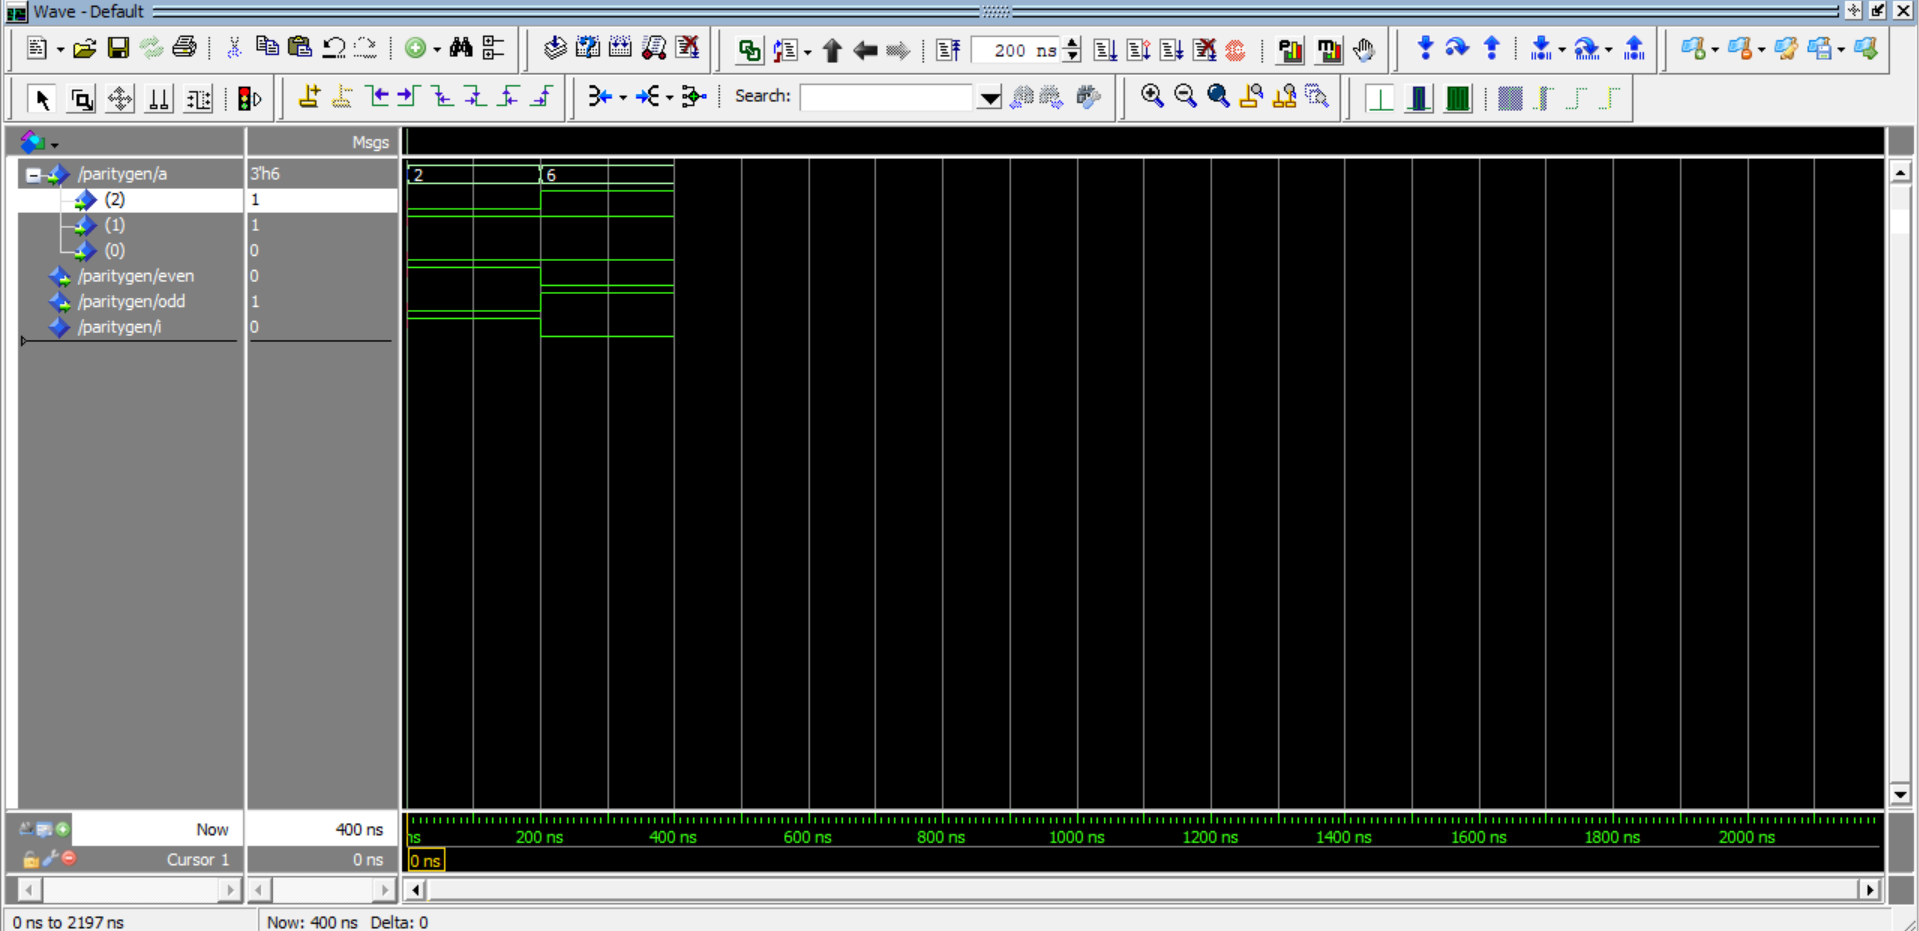 Wave - Default
200 ns
Search:
Msgs
/paritygen/a 3'h6 2 6
(2) 1
(1) 1
(0) 0
/paritygen/even 0
/paritygen/odd 1
/paritygen/i 0
Now 400 ns
ns 200 ns 400 ns 600 ns 800 ns 1000 ns 1200 ns 1400 ns 1600 ns 1800 ns 2000 ns
Cursor 1 0 ns 0 ns
0 ns to 2197 ns Now: 400 ns Delta: 0